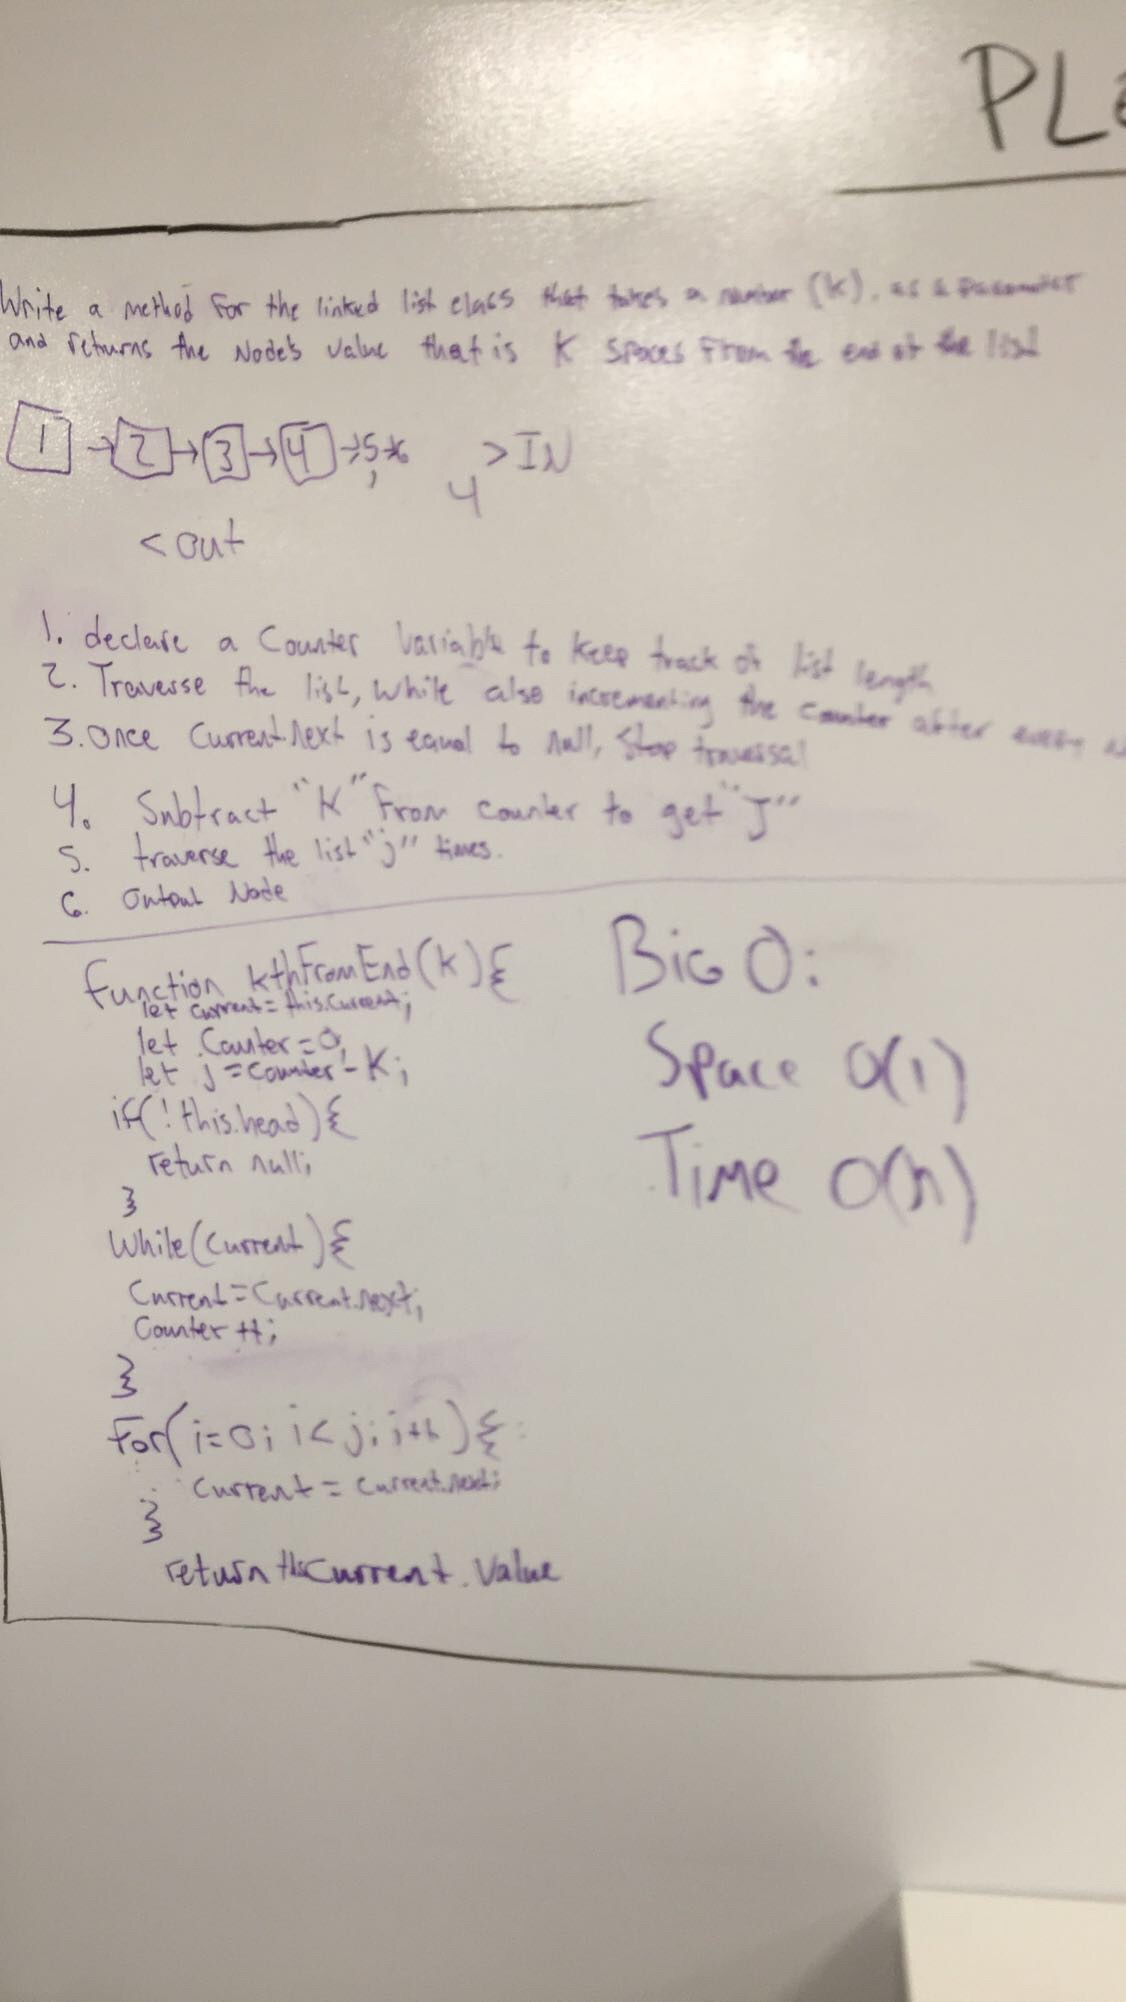 PLe
Write a method for the linked list class that takes a number (k), as a parameter
and returns the Node's value that is K spaces from the end of the list
1 → 2 → 3 → 4 → 5 → 6 > IN
4
< out
1. declare a Counter variable to keep track of list length
2. Traverse the list, while also incrementing the counter after every
3. once Current.next is equal to null, Stop traversal
4. Subtract "K" from counter to get "J"
5. traverse the list "j" times.
6. Output Node
function kthFromEnd(k){
let current = this.current;
let Counter = 0;
let j = counter - K;
if(!this.head){
return null;
}
While(current){
Current = Current.next;
Counter ++;
}
For(i=0; i<j; i++){
Current = Current.next;
}
return this.current.value
Big O:
Space O(1)
Time O(n)